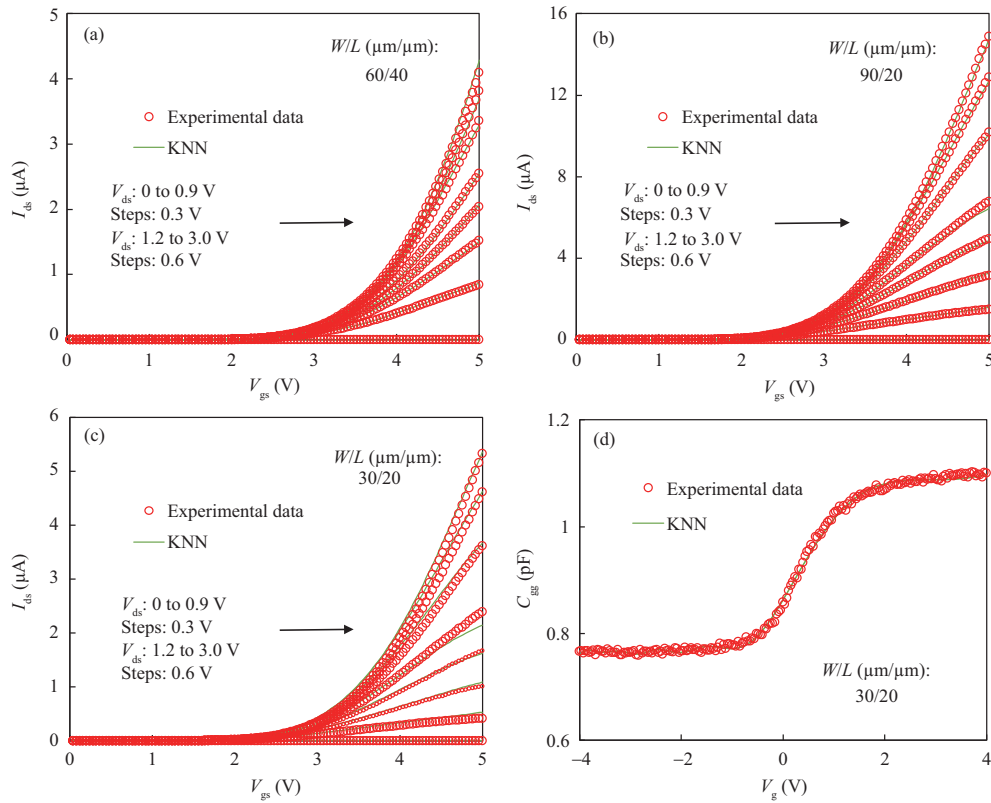 (a)
W/L (µm/µm):
60/40
Experimental data
KNN
Vds: 0 to 0.9 V
Steps: 0.3 V
Vds: 1.2 to 3.0 V
Steps: 0.6 V
Ids (µA)
5
4
3
2
1
0
0 1 2 3 4 5
Vgs (V)
(b)
W/L (µm/µm):
90/20
Experimental data
KNN
Vds: 0 to 0.9 V
Steps: 0.3 V
Vds: 1.2 to 3.0 V
Steps: 0.6 V
Ids (µA)
16
12
8
4
0
0 1 2 3 4 5
Vgs (V)
(c)
W/L (µm/µm):
30/20
Experimental data
KNN
Vds: 0 to 0.9 V
Steps: 0.3 V
Vds: 1.2 to 3.0 V
Steps: 0.6 V
Ids (µA)
6
5
4
3
2
1
0
0 1 2 3 4 5
Vgs (V)
(d)
Experimental data
KNN
W/L (µm/µm):
30/20
Cgg (pF)
1.2
1
0.8
0.6
−4 −2 0 2 4
Vg (V)